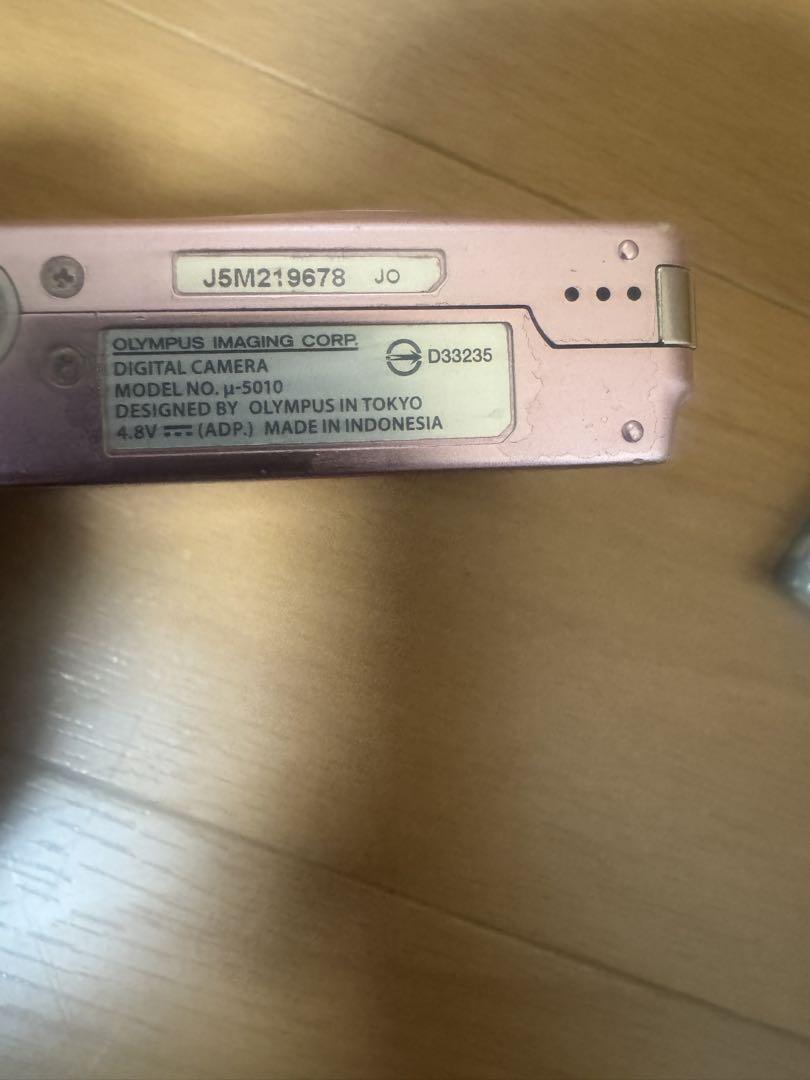 J5M219678 JO
OLYMPUS IMAGING CORP.
DIGITAL CAMERA
D33235
MODEL NO. μ-5010
DESIGNED BY OLYMPUS IN TOKYO
4.8V ⎓ (ADP.) MADE IN INDONESIA